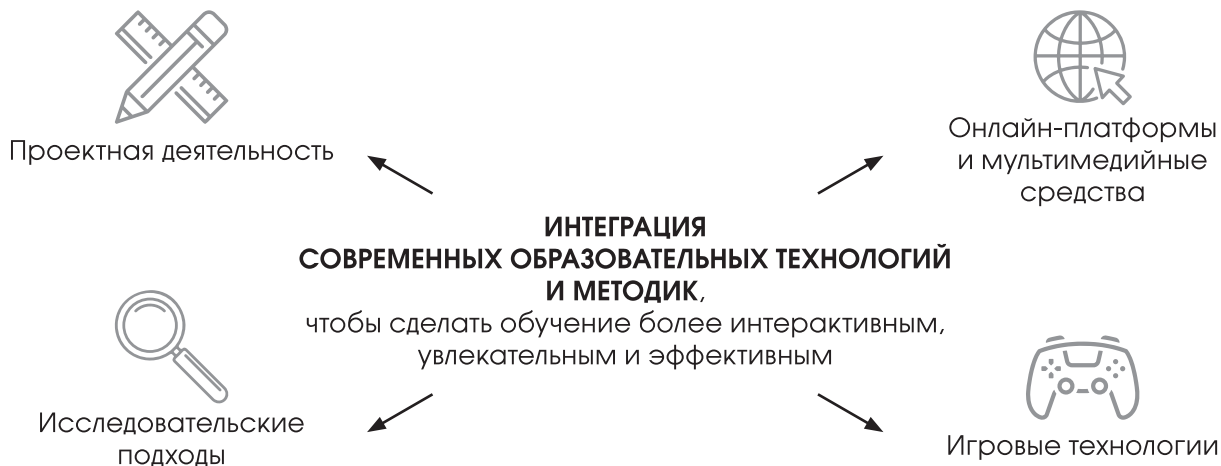 Проектная деятельность
Онлайн-платформы
и мультимедийные
средства
ИНТЕГРАЦИЯ
СОВРЕМЕННЫХ ОБРАЗОВАТЕЛЬНЫХ ТЕХНОЛОГИЙ
И МЕТОДИК,
чтобы сделать обучение более интерактивным,
увлекательным и эффективным
Исследовательские
подходы
Игровые технологии